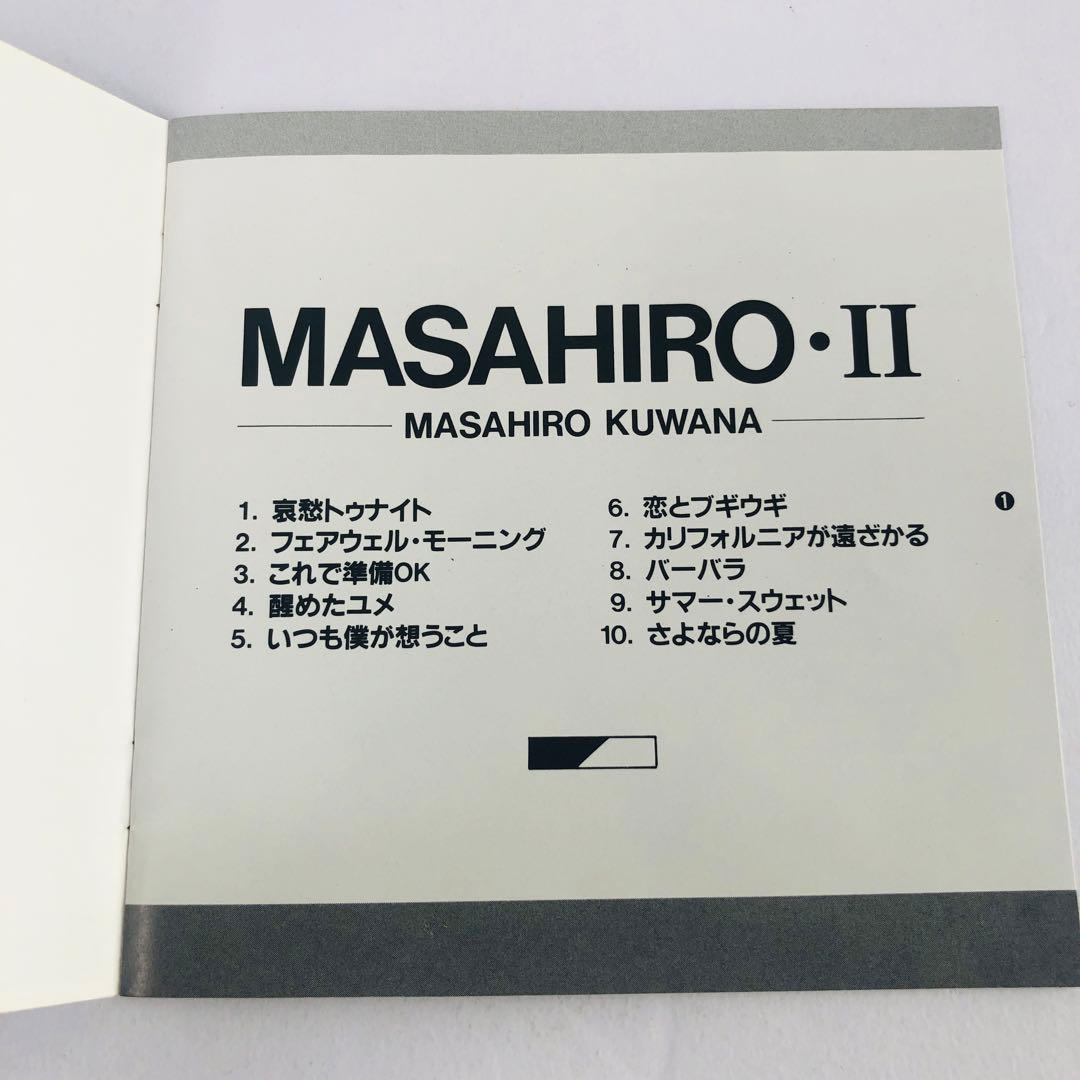 MASAHIRO・II
MASAHIRO KUWANA
1. 哀愁トゥナイト
2. フェアウェル・モーニング
3. これで準備OK
4. 醒めたユメ
5. いつも僕が想うこと
6. 恋とブギウギ
7. カリフォルニアが遠ざかる
8. バーバラ
9. サマー・スウェット
10. さよならの夏
❶